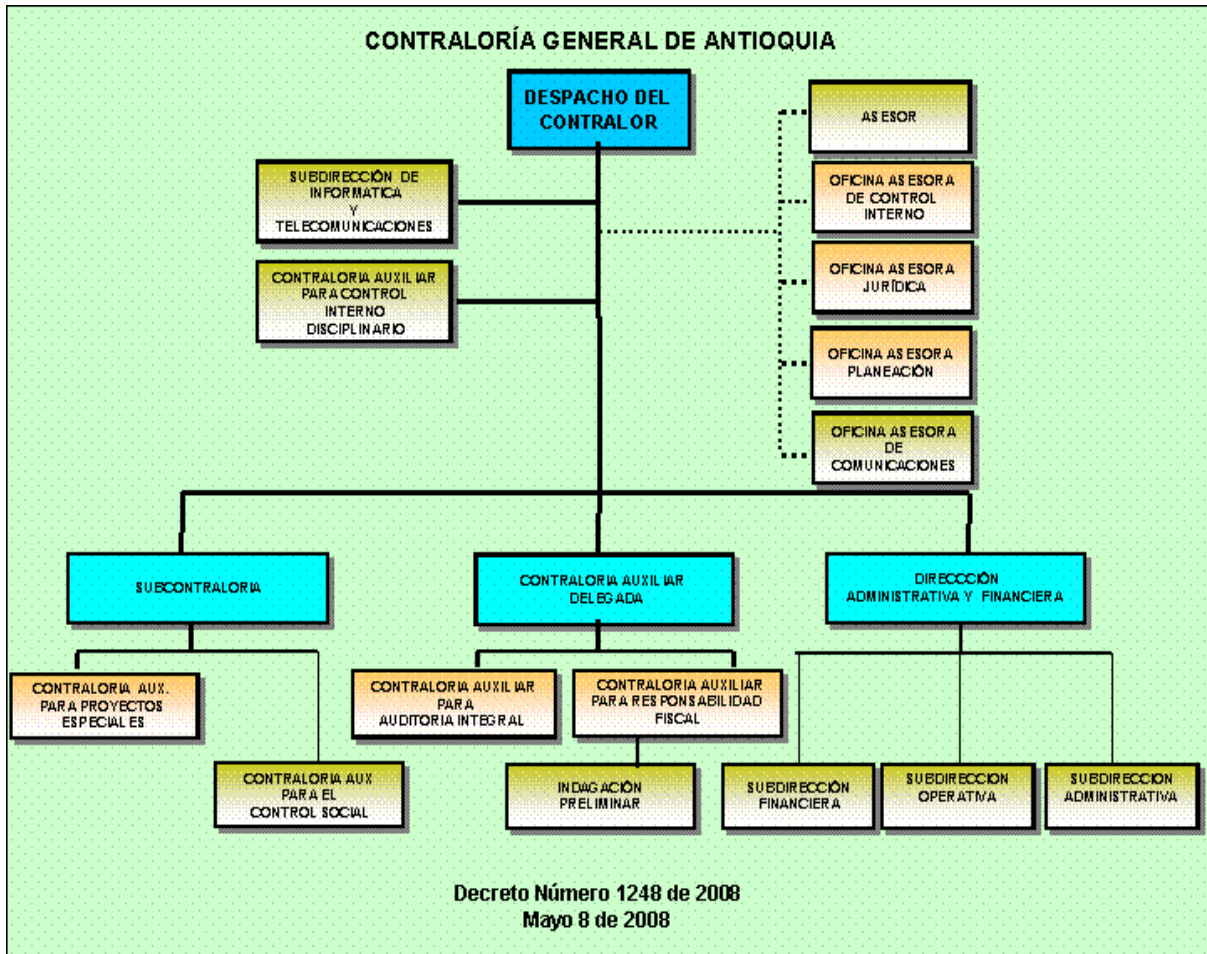 CONTRALORÍA GENERAL DE ANTIOQUIA
DESPACHO DEL
CONTRALOR
ASESOR
SUBDIRECCIÓN DE
INFORMATICA
Y
TELECOMUNICACIONES
OFICINA ASESORA
DE CONTROL
INTERNO
CONTRALORIA AUXILIAR
PARA CONTROL
INTERNO
DISCIPLINARIO
OFICINA ASESORA
JURÍDICA
OFICINA ASESORA
PLANEACIÓN
OFICINA ASESORA
DE
COMUNICACIONES
SUBCONTRALORIA
CONTRALORIA AUXILIAR
DELEGADA
DIRECCCIÓN
ADMINISTRATIVA Y FINANCIERA
CONTRALORIA AUX.
PARA PROYECTOS
ESPECIALES
CONTRALORIA AUXILIAR
PARA
AUDITORIA INTEGRAL
CONTRALORIA AUXILIAR
PARA RESPONSABILIDAD
FISCAL
CONTRALORIA AUX
PARA EL
CONTROL SOCIAL
INDAGACIÓN
PRELIMINAR
SUBDIRECCIÓN
FINANCIERA
SUBDIRECCION
OPERATIVA
SUBDIRECCION
ADMINISTRATIVA
Decreto Número 1248 de 2008
Mayo 8 de 2008